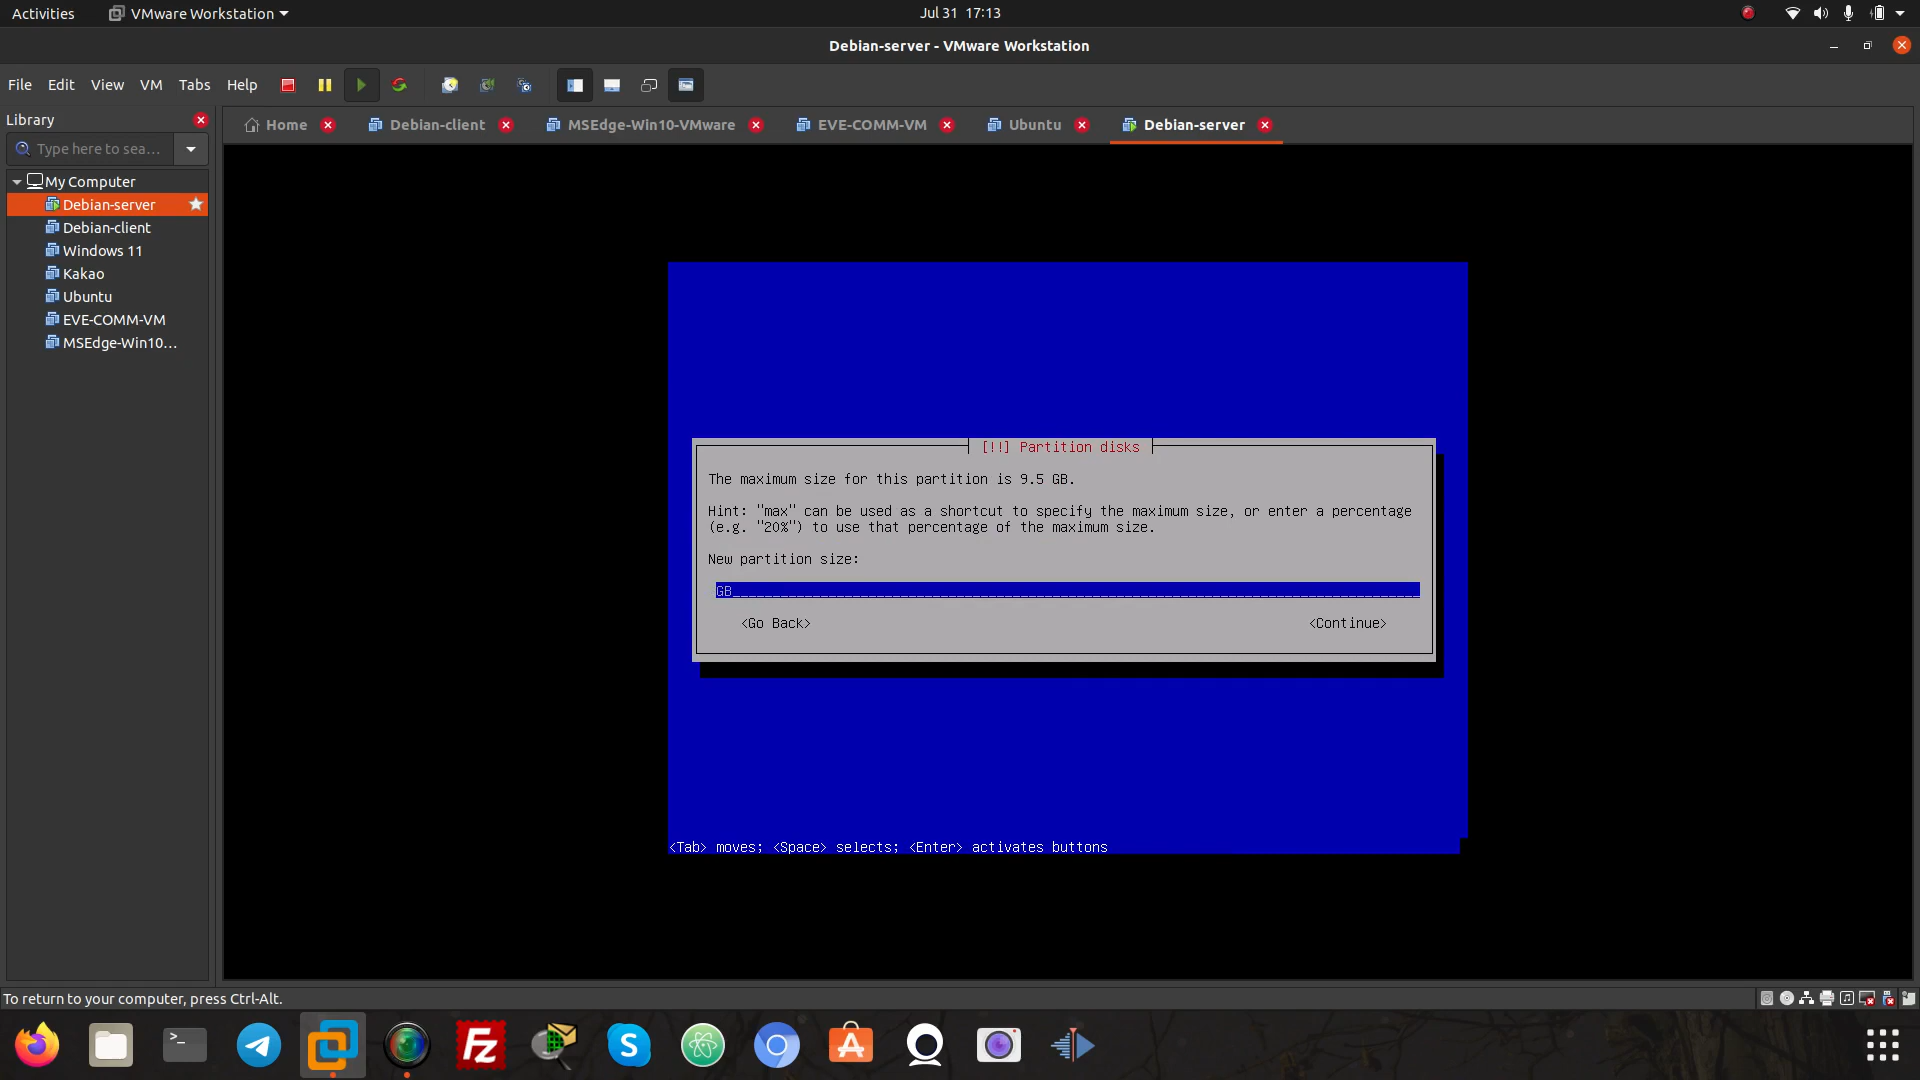 Activities
VMware Workstation
Jul 31 17:13
Debian-server - VMware Workstation
File Edit View VM Tabs Help
Library
Home
Debian-client
MSEdge-Win10-VMware
EVE-COMM-VM
Ubuntu
Debian-server
Type here to sea...
My Computer
Debian-server
Debian-client
Windows 11
Kakao
Ubuntu
EVE-COMM-VM
MSEdge-Win10...
[!!] Partition disks
The maximum size for this partition is 9.5 GB.
Hint: "max" can be used as a shortcut to specify the maximum size, or enter a percentage
(e.g. "20%") to use that percentage of the maximum size.
New partition size:
GB
<Go Back>
<Continue>
<Tab> moves; <Space> selects; <Enter> activates buttons
To return to your computer, press Ctrl-Alt.